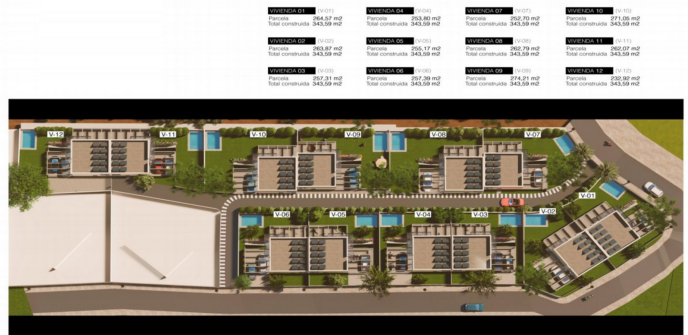 VIVIENDA 01 (V-01)
Parcela 264,57 m2
Total construida 343,59 m2
VIVIENDA 04 (V-04)
Parcela 253,80 m2
Total construida 343,59 m2
VIVIENDA 07 (V-07)
Parcela 252,70 m2
Total construida 343,59 m2
VIVIENDA 10 (V-10)
Parcela 271,05 m2
Total construida 343,59 m2
VIVIENDA 02 (V-02)
Parcela 263,87 m2
Total construida 343,59 m2
VIVIENDA 05 (V-05)
Parcela 255,17 m2
Total construida 343,59 m2
VIVIENDA 08 (V-08)
Parcela 262,79 m2
Total construida 343,59 m2
VIVIENDA 11 (V-11)
Parcela 262,07 m2
Total construida 343,59 m2
VIVIENDA 03 (V-03)
Parcela 257,31 m2
Total construida 343,59 m2
VIVIENDA 06 (V-06)
Parcela 257,39 m2
Total construida 343,59 m2
VIVIENDA 09 (V-09)
Parcela 274,21 m2
Total construida 343,59 m2
VIVIENDA 12 (V-12)
Parcela 232,92 m2
Total construida 343,59 m2
V-12
V-11
V-10
V-09
V-08
V-07
V-01
V-06
V-05
V-04
V-03
V-02